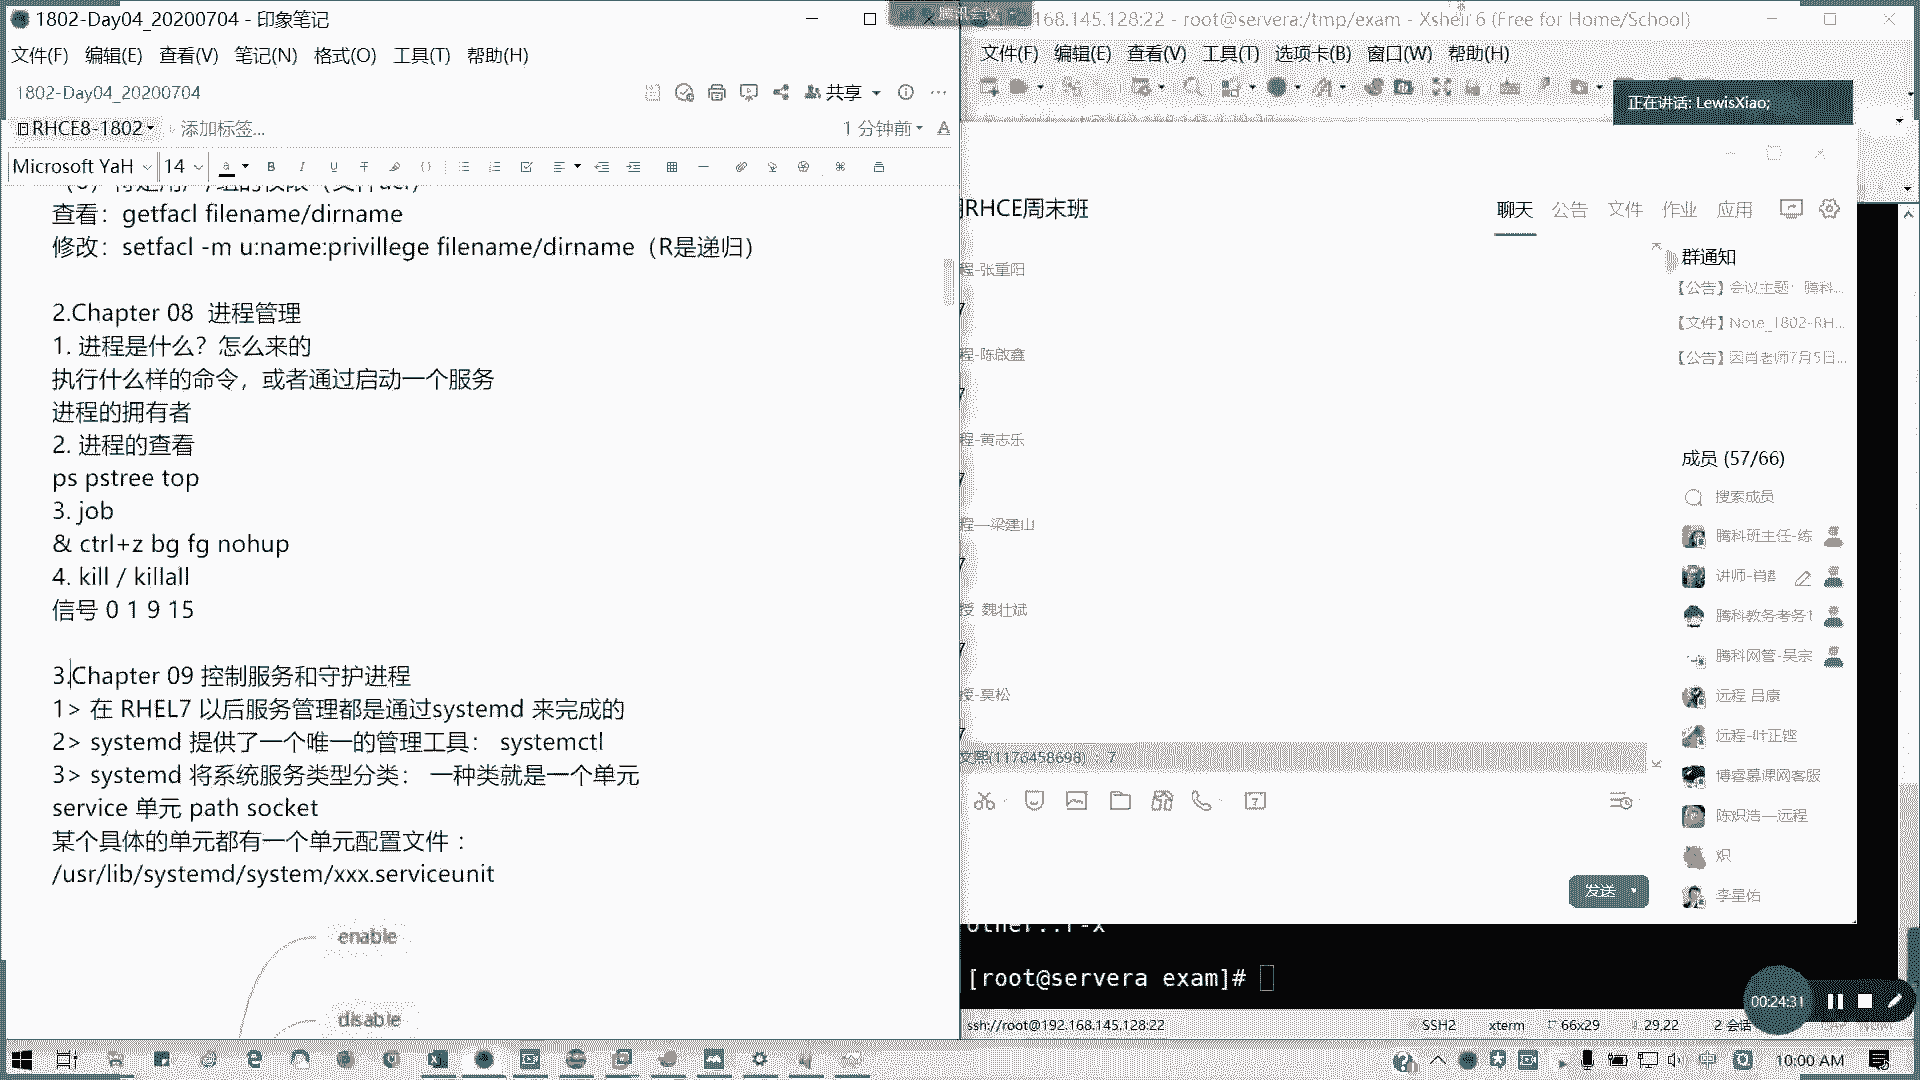 1802-Day04_20200704 - 印象笔记
文件(F) 编辑(E) 查看(V) 笔记(N) 格式(O) 工具(T) 帮助(H)
1802-Day04_20200704
共享
RHCE8-1802
添加标签...
1 分钟前
Microsoft YaH
14
查看：getfacl filename/dirname
修改：setfacl -m u:name:privillege filename/dirname（R是递归）
2.Chapter 08 进程管理
1. 进程是什么？怎么来的
执行什么样的命令，或者通过启动一个服务
进程的拥有者
2. 进程的查看
ps pstree top
3. job
& ctrl+z bg fg nohup
4. kill / killall
信号 0 1 9 15
3.Chapter 09 控制服务和守护进程
1> 在 RHEL7 以后服务管理都是通过systemd 来完成的
2> systemd 提供了一个唯一的管理工具： systemctl
3> systemd 将系统服务类型分类： 一种类就是一个单元
service 单元 path socket
某个具体的单元都有一个单元配置文件 ：
/usr/lib/systemd/system/xxx.serviceunit
enable
disable
腾讯会议
168.145.128:22 - root@servera:/tmp/exam - Xshell 6 (Free for Home/School)
文件(F) 编辑(E) 查看(V) 工具(T) 选项卡(B) 窗口(W) 帮助(H)
正在讲话: LewisXiao;
RHCE周末班
聊天 公告 文件 作业 应用
程-张重阳
7
程-陈啟鑫
7
程-黄志乐
7
程—梁建山
7
授 魏壮斌
7
授-莫松
7
文熙(1176458698) : 7
发送
群通知
【公告】会议主题：腾科...
【文件】Note_1802-RH...
【公告】因肖老师7月5日...
成员 (57/66)
搜索成员
腾科班主任-练
讲师-肖
腾科教务考务1
腾科网管-吴宗
远程 吕康
远程-叶正铿
博睿慕课网客服
陈炽浩—远程
炽
李星佑
other::r-x
[root@servera exam]#
00:24:31
ssh://root@192.168.145.128:22
SSH2
xterm
66x29
29,22
2 会话
10:00 AM